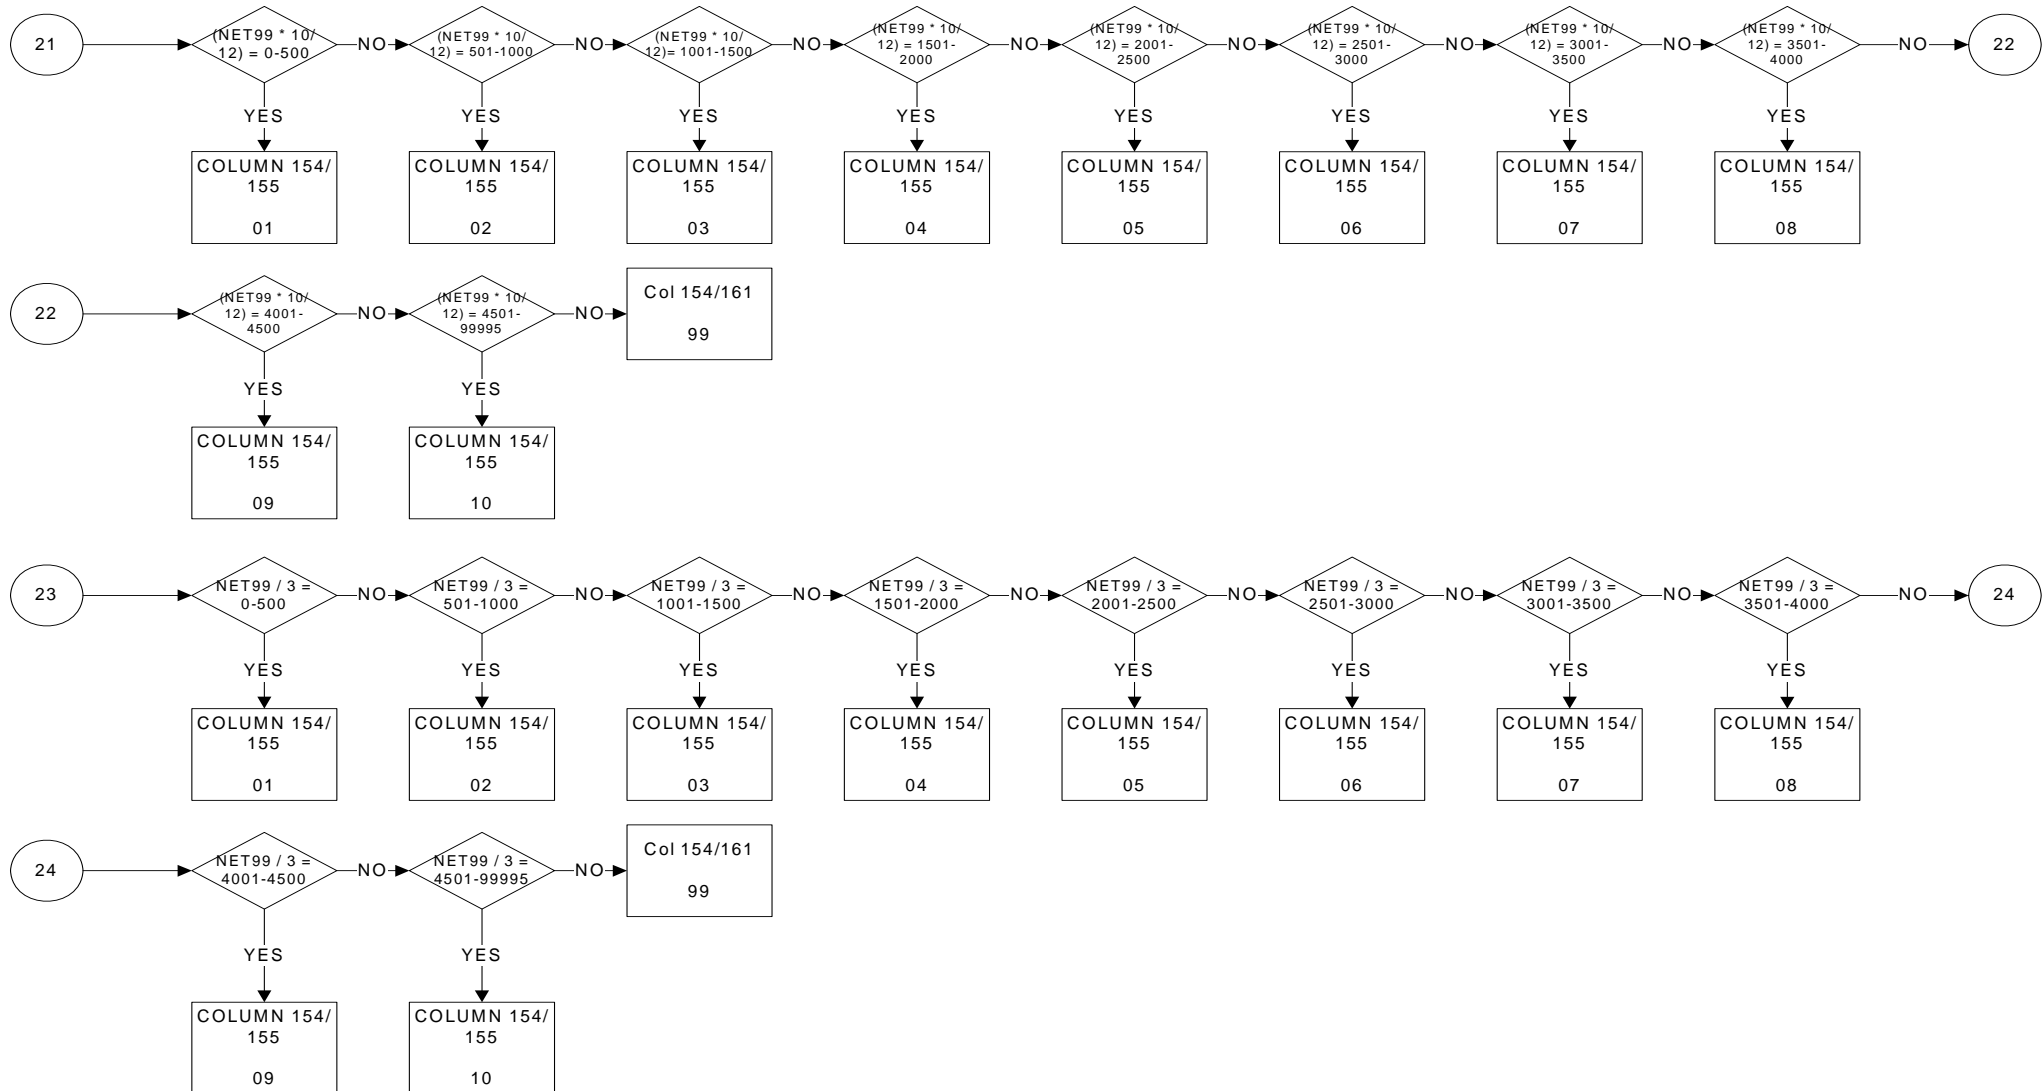 21
(NET99 * 10/
12) = 0-500
NO
(NET99 * 10/
12) = 501-1000
NO
(NET99 * 10/
12)= 1001-1500
NO
(NET99 * 10/
12) = 1501-
2000
NO
(NET99 * 10/
12) = 2001-
2500
NO
(NET99 * 10/
12) = 2501-
3000
NO
(NET99 * 10/
12) = 3001-
3500
NO
(NET99 * 10/
12) = 3501-
4000
NO
22
YES
YES
YES
YES
YES
YES
YES
YES
COLUMN 154/
155
01
COLUMN 154/
155
02
COLUMN 154/
155
03
COLUMN 154/
155
04
COLUMN 154/
155
05
COLUMN 154/
155
06
COLUMN 154/
155
07
COLUMN 154/
155
08
22
(NET99 * 10/
12) = 4001-
4500
NO
(NET99 * 10/
12) = 4501-
99995
NO
Col 154/161
99
YES
YES
COLUMN 154/
155
09
COLUMN 154/
155
10
23
NET99 / 3 =
0-500
NO
NET99 / 3 =
501-1000
NO
NET99 / 3 =
1001-1500
NO
NET99 / 3 =
1501-2000
NO
NET99 / 3 =
2001-2500
NO
NET99 / 3 =
2501-3000
NO
NET99 / 3 =
3001-3500
NO
NET99 / 3 =
3501-4000
NO
24
YES
YES
YES
YES
YES
YES
YES
YES
COLUMN 154/
155
01
COLUMN 154/
155
02
COLUMN 154/
155
03
COLUMN 154/
155
04
COLUMN 154/
155
05
COLUMN 154/
155
06
COLUMN 154/
155
07
COLUMN 154/
155
08
24
NET99 / 3 =
4001-4500
NO
NET99 / 3 =
4501-99995
NO
Col 154/161
99
YES
YES
COLUMN 154/
155
09
COLUMN 154/
155
10